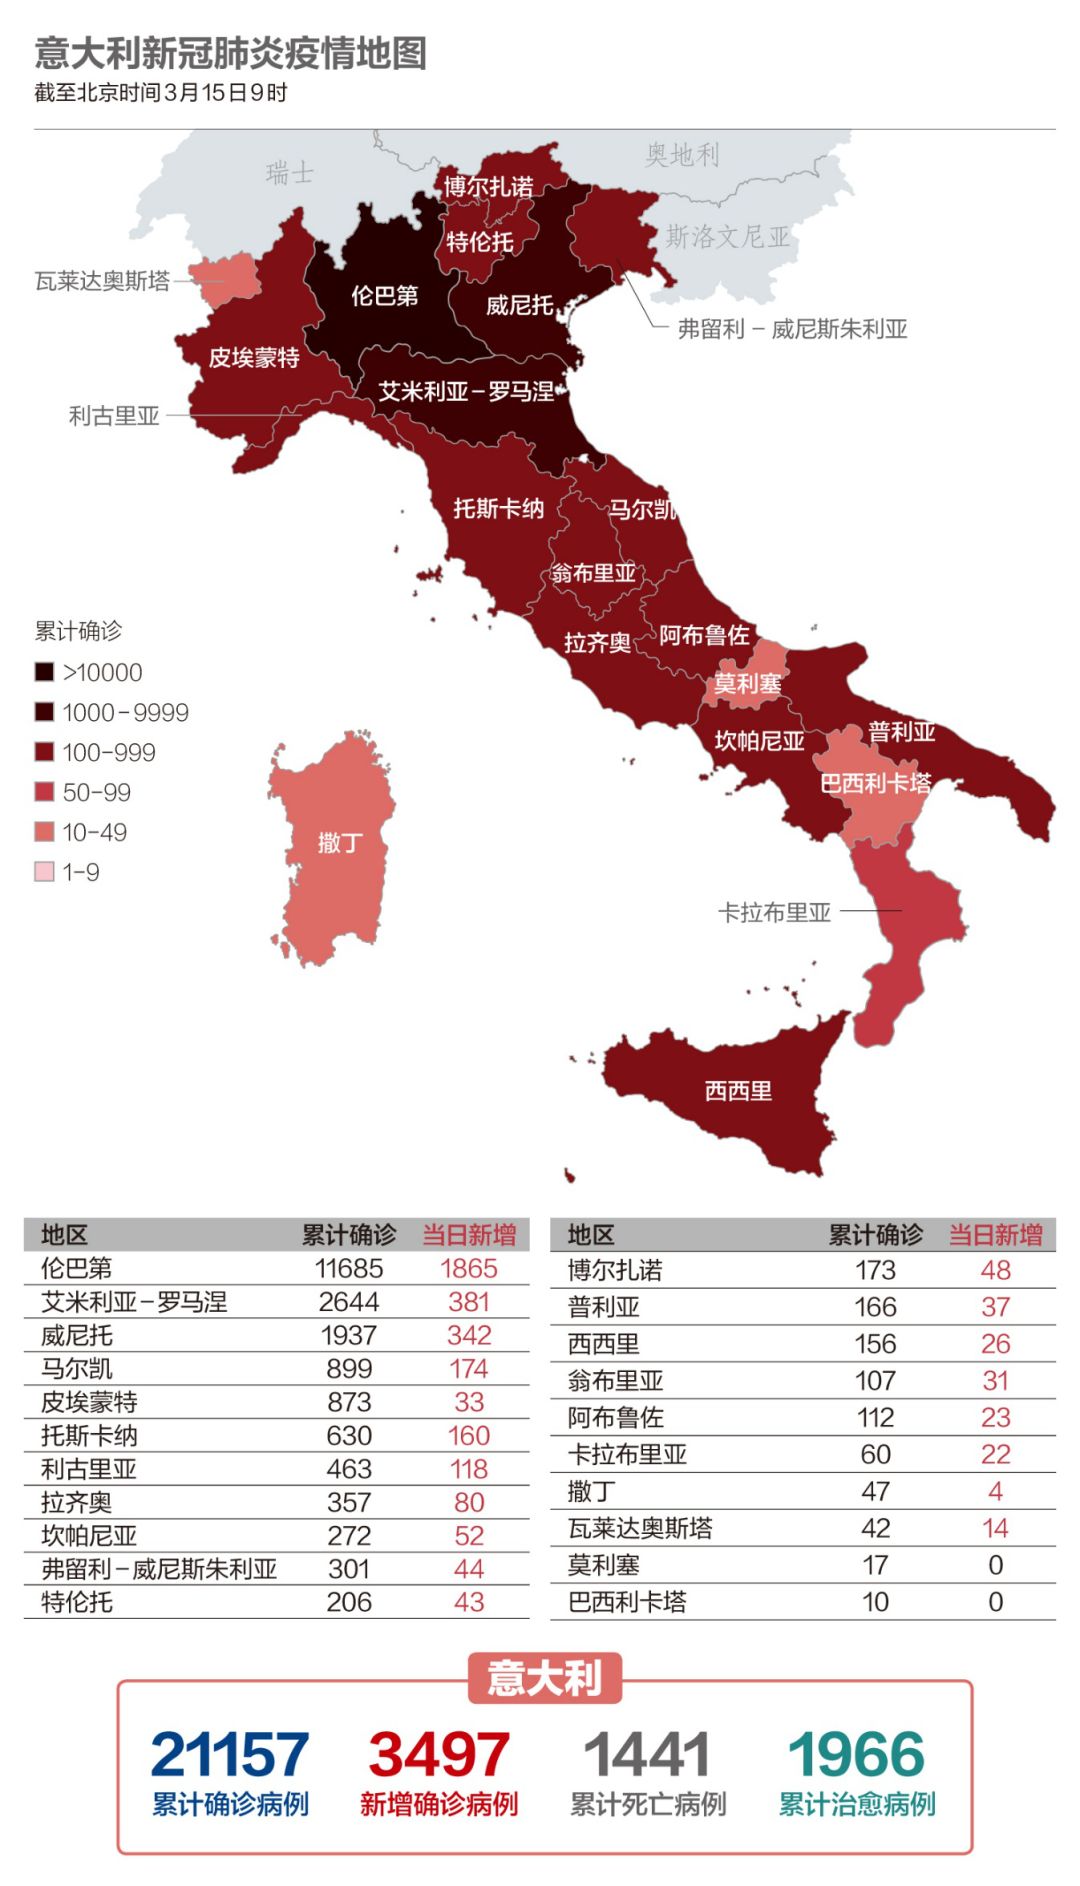 意大利新冠肺炎疫情地图
截至北京时间3月15日9时
瑞士
奥地利
博尔扎诺
特伦托
斯洛文尼亚
瓦莱达奥斯塔
伦巴第
威尼托
弗留利-威尼斯朱利亚
皮埃蒙特
艾米利亚-罗马涅
利古里亚
托斯卡纳
马尔凯
翁布里亚
拉齐奥
阿布鲁佐
莫利塞
坎帕尼亚
普利亚
巴西利卡塔
撒丁
卡拉布里亚
西西里
累计确诊
>10000
1000-9999
100-999
50-99
10-49
1-9
地区 累计确诊 当日新增
伦巴第 11685 1865
艾米利亚-罗马涅 2644 381
威尼托 1937 342
马尔凯 899 174
皮埃蒙特 873 33
托斯卡纳 630 160
利古里亚 463 118
拉齐奥 357 80
坎帕尼亚 272 52
弗留利-威尼斯朱利亚 301 44
特伦托 206 43
地区 累计确诊 当日新增
博尔扎诺 173 48
普利亚 166 37
西西里 156 26
翁布里亚 107 31
阿布鲁佐 112 23
卡拉布里亚 60 22
撒丁 47 4
瓦莱达奥斯塔 42 14
莫利塞 17 0
巴西利卡塔 10 0
意大利
21157 3497 1441 1966
累计确诊病例 新增确诊病例 累计死亡病例 累计治愈病例